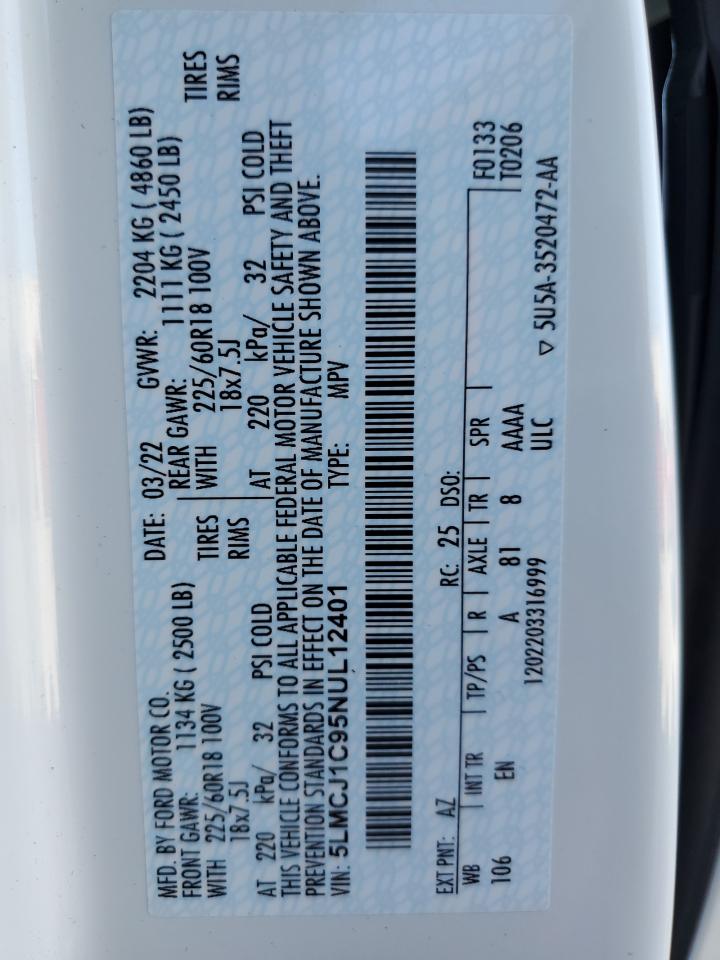 MFD. BY FORD MOTOR CO. DATE: 03/22 GVWR: 2204 KG ( 4860 LB)
FRONT GAWR: 1134 KG ( 2500 LB) REAR GAWR: 1111 KG ( 2450 LB)
WITH 225/60R18 100V TIRES WITH 225/60R18 100V TIRES
18x7.5J RIMS 18x7.5J RIMS
AT 220 kPa/ 32 PSI COLD AT 220 kPa/ 32 PSI COLD
THIS VEHICLE CONFORMS TO ALL APPLICABLE FEDERAL MOTOR VEHICLE SAFETY AND THEFT
PREVENTION STANDARDS IN EFFECT ON THE DATE OF MANUFACTURE SHOWN ABOVE.
VIN: 5LMCJ1C95NUL12401 TYPE: MPV
EXT PNT: AZ RC: 25 DSO:
WB INT TR TP/PS R AXLE TR SPR F0133
106 EN A 81 8 AAAA T0206
ULC
1202203316999 ▽ 5U5A-3520472-AA